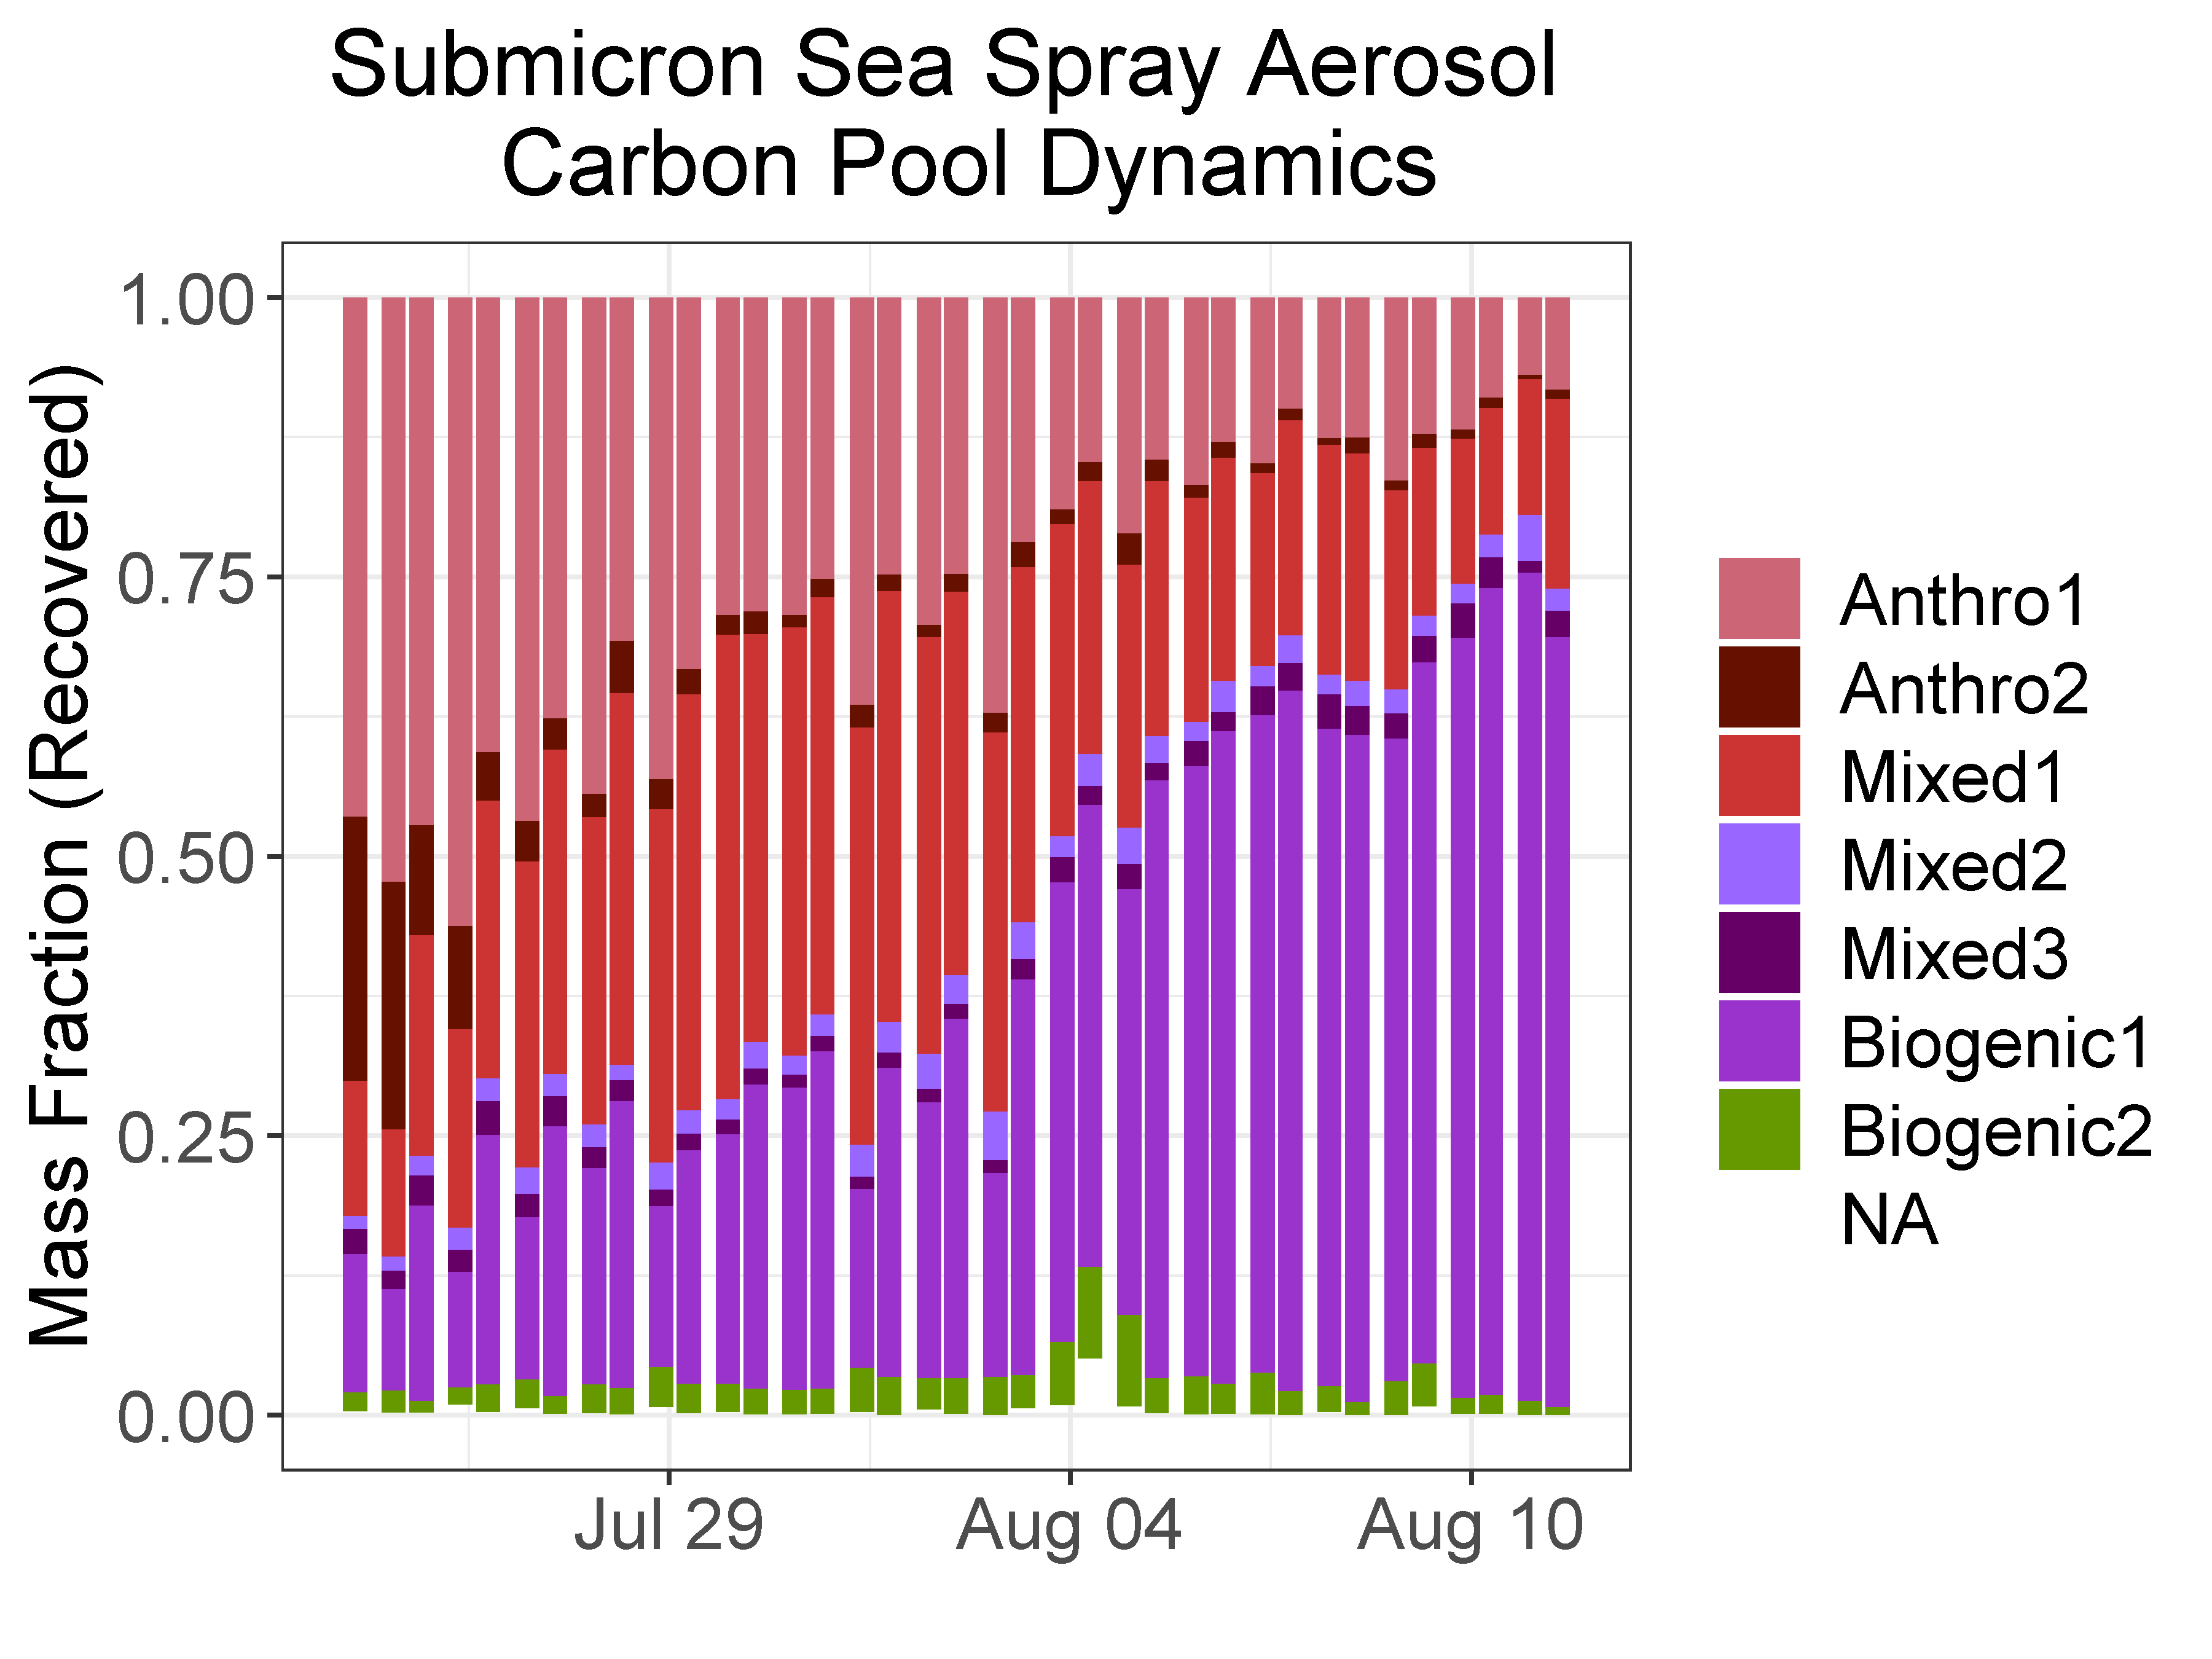 Submicron Sea Spray Aerosol
Carbon Pool Dynamics
Mass Fraction (Recovered)
1.00
0.75
0.50
0.25
0.00
Jul 29
Aug 04
Aug 10
Anthro1
Anthro2
Mixed1
Mixed2
Mixed3
Biogenic1
Biogenic2
NA